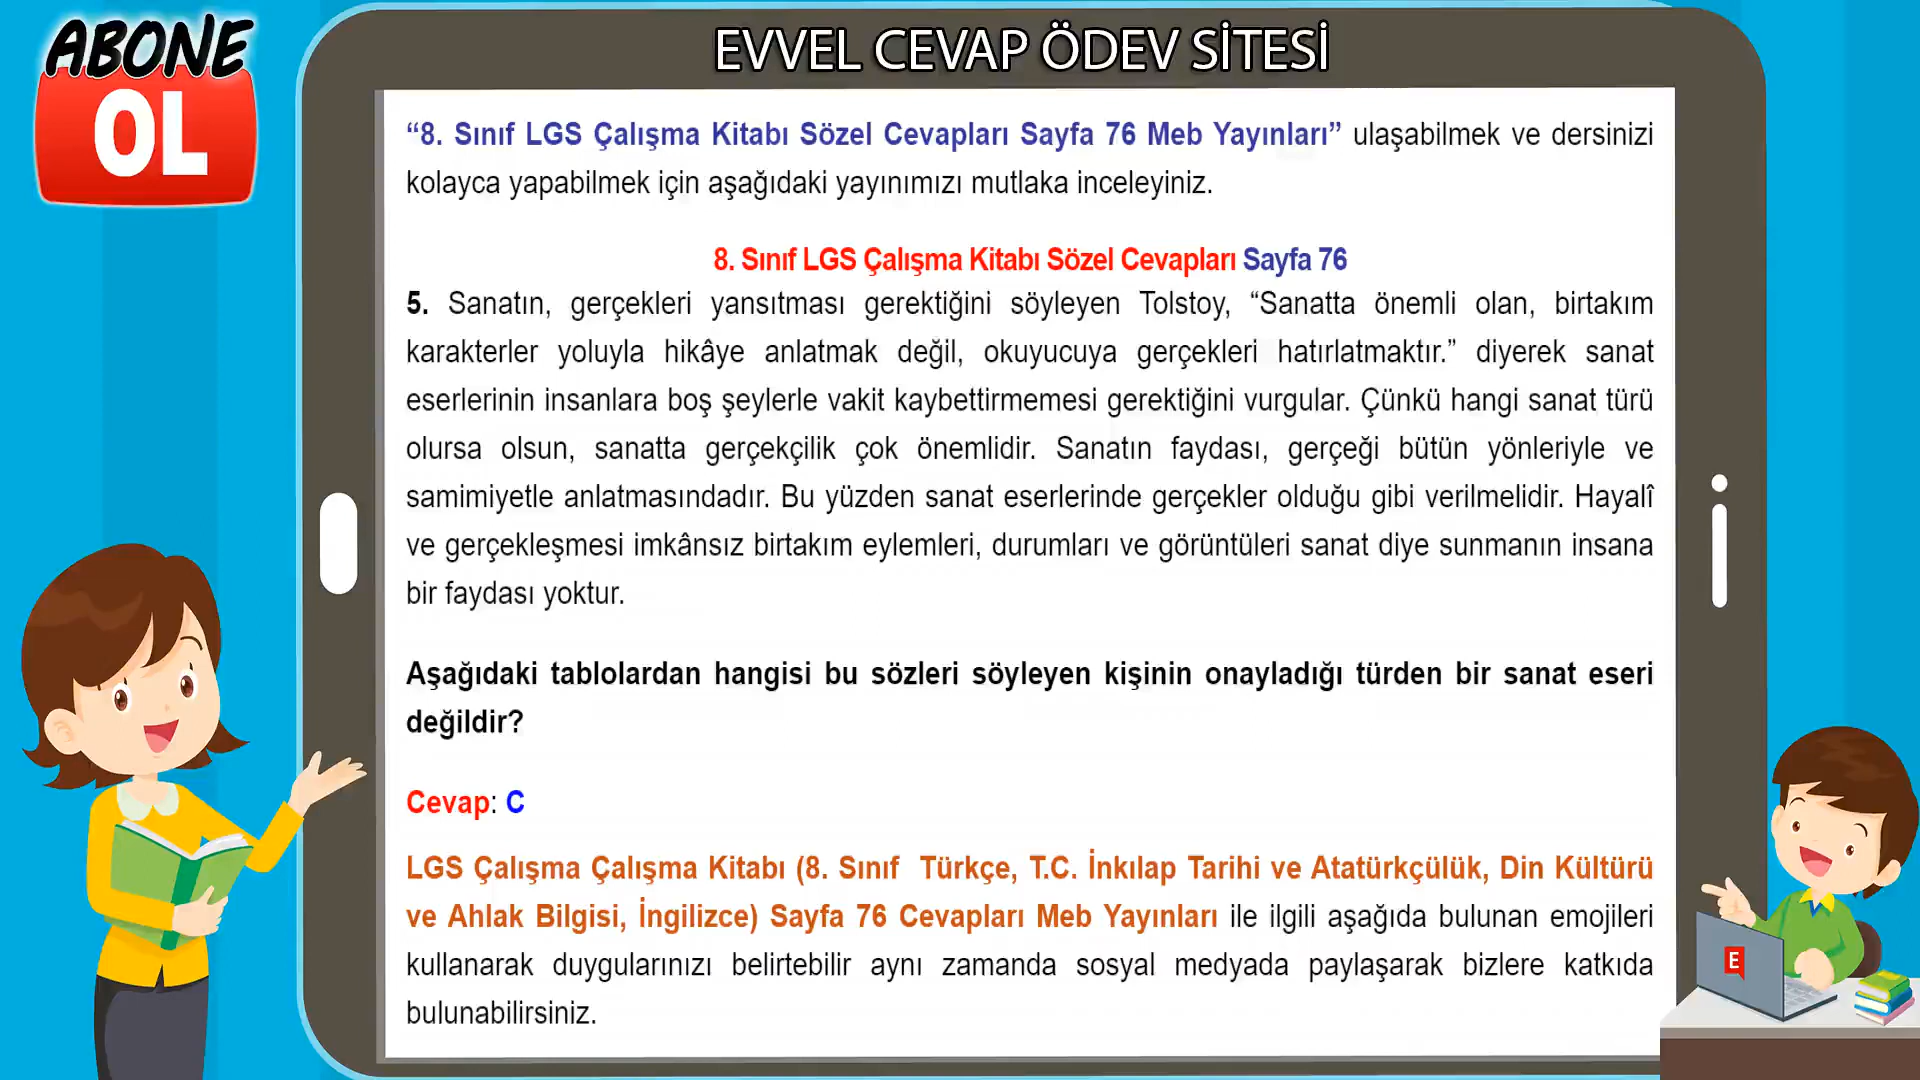 ABONE
OL
EVVEL CEVAP ÖDEV SİTESİ
“8. Sınıf LGS Çalışma Kitabı Sözel Cevapları Sayfa 76 Meb Yayınları” ulaşabilmek ve dersinizi
kolayca yapabilmek için aşağıdaki yayınımızı mutlaka inceleyiniz.
8. Sınıf LGS Çalışma Kitabı Sözel Cevapları Sayfa 76
5. Sanatın, gerçekleri yansıtması gerektiğini söyleyen Tolstoy, “Sanatta önemli olan, birtakım
karakterler yoluyla hikâye anlatmak değil, okuyucuya gerçekleri hatırlatmaktır.” diyerek sanat
eserlerinin insanlara boş şeylerle vakit kaybettirmemesi gerektiğini vurgular. Çünkü hangi sanat türü
olursa olsun, sanatta gerçekçilik çok önemlidir. Sanatın faydası, gerçeği bütün yönleriyle ve
samimiyetle anlatmasındadır. Bu yüzden sanat eserlerinde gerçekler olduğu gibi verilmelidir. Hayalî
ve gerçekleşmesi imkânsız birtakım eylemleri, durumları ve görüntüleri sanat diye sunmanın insana
bir faydası yoktur.
Aşağıdaki tablolardan hangisi bu sözleri söyleyen kişinin onayladığı türden bir sanat eseri
değildir?
Cevap: C
LGS Çalışma Çalışma Kitabı (8. Sınıf Türkçe, T.C. İnkılap Tarihi ve Atatürkçülük, Din Kültürü
ve Ahlak Bilgisi, İngilizce) Sayfa 76 Cevapları Meb Yayınları ile ilgili aşağıda bulunan emojileri
kullanarak duygularınızı belirtebilir aynı zamanda sosyal medyada paylaşarak bizlere katkıda
bulunabilirsiniz.
E